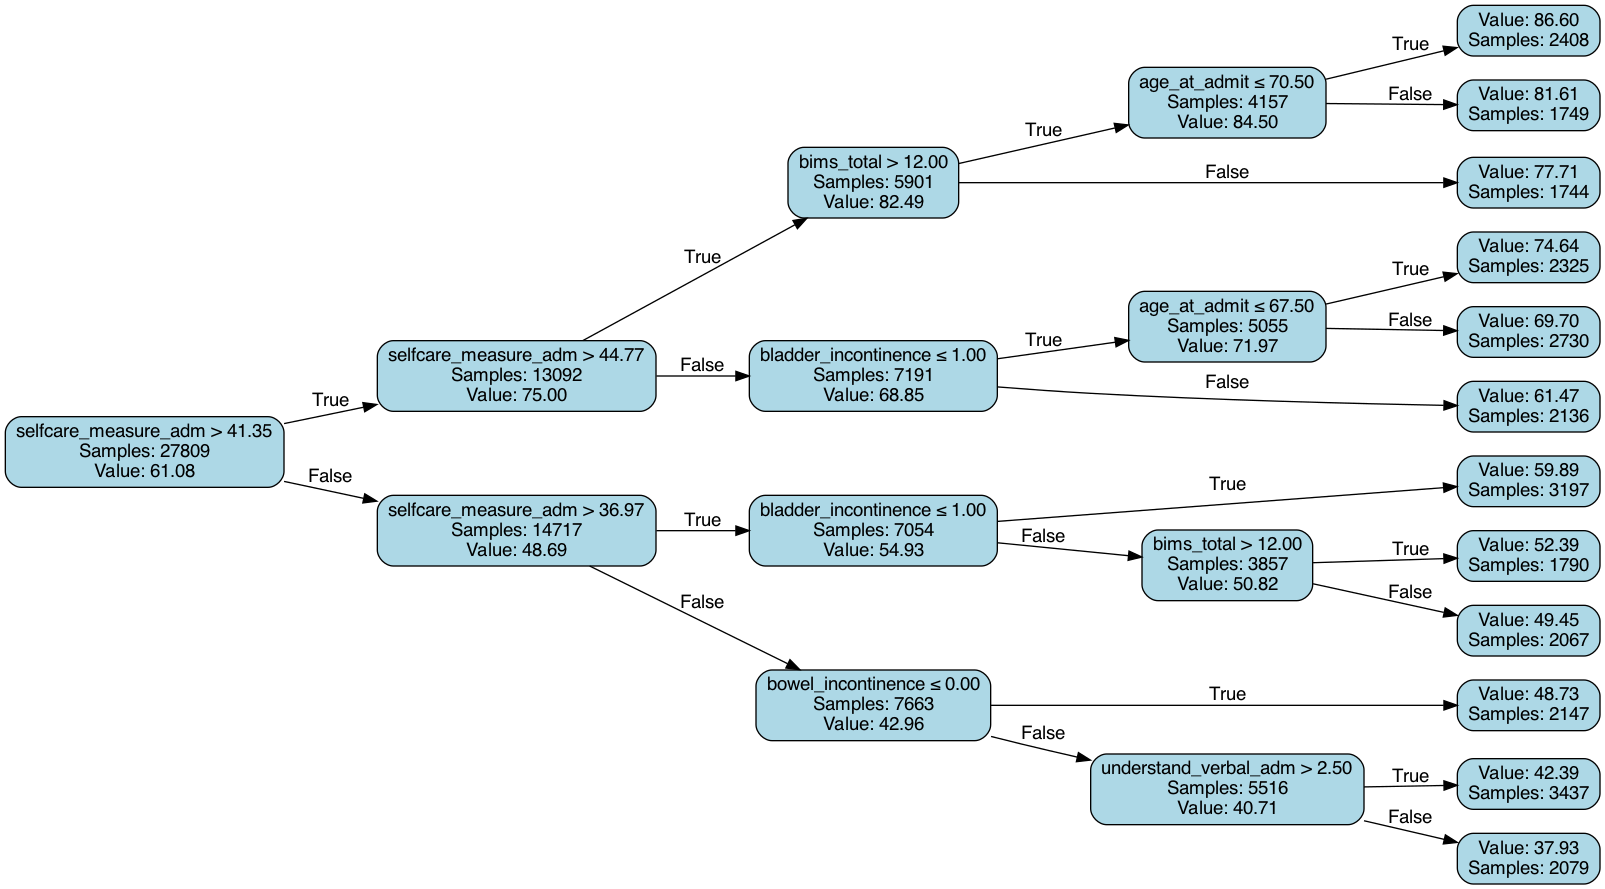 selfcare_measure_adm > 41.35
Samples: 27809
Value: 61.08
True
False
selfcare_measure_adm > 44.77
Samples: 13092
Value: 75.00
True
False
selfcare_measure_adm > 36.97
Samples: 14717
Value: 48.69
True
False
bims_total > 12.00
Samples: 5901
Value: 82.49
True
False
bladder_incontinence ≤ 1.00
Samples: 7191
Value: 68.85
True
False
bladder_incontinence ≤ 1.00
Samples: 7054
Value: 54.93
True
False
bowel_incontinence ≤ 0.00
Samples: 7663
Value: 42.96
True
False
age_at_admit ≤ 70.50
Samples: 4157
Value: 84.50
True
False
age_at_admit ≤ 67.50
Samples: 5055
Value: 71.97
True
False
bims_total > 12.00
Samples: 3857
Value: 50.82
True
False
understand_verbal_adm > 2.50
Samples: 5516
Value: 40.71
True
False
Value: 86.60
Samples: 2408
Value: 81.61
Samples: 1749
Value: 77.71
Samples: 1744
Value: 74.64
Samples: 2325
Value: 69.70
Samples: 2730
Value: 61.47
Samples: 2136
Value: 59.89
Samples: 3197
Value: 52.39
Samples: 1790
Value: 49.45
Samples: 2067
Value: 48.73
Samples: 2147
Value: 42.39
Samples: 3437
Value: 37.93
Samples: 2079